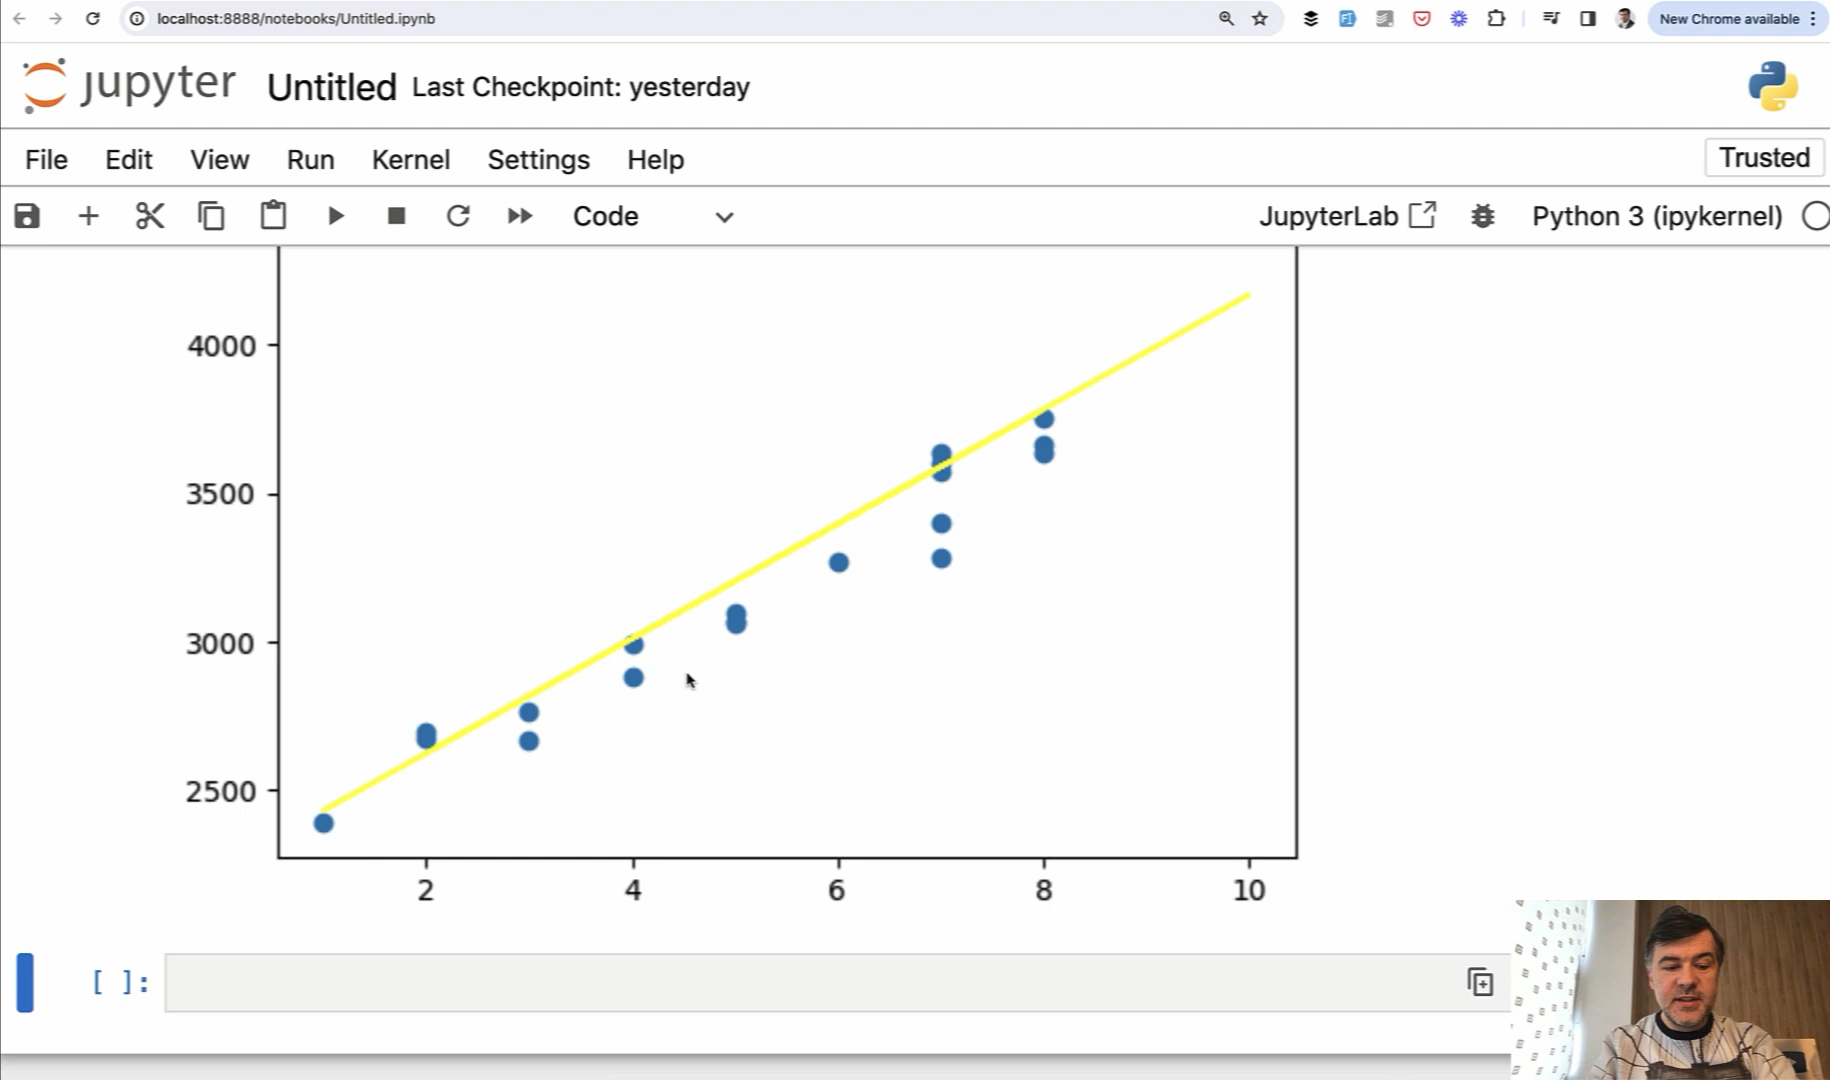 localhost:8888/notebooks/Untitled.ipynb
New Chrome available
jupyter Untitled Last Checkpoint: yesterday
File Edit View Run Kernel Settings Help
Trusted
Code
JupyterLab
Python 3 (ipykernel)
4000
3500
3000
2500
2 4 6 8 10
[ ]: